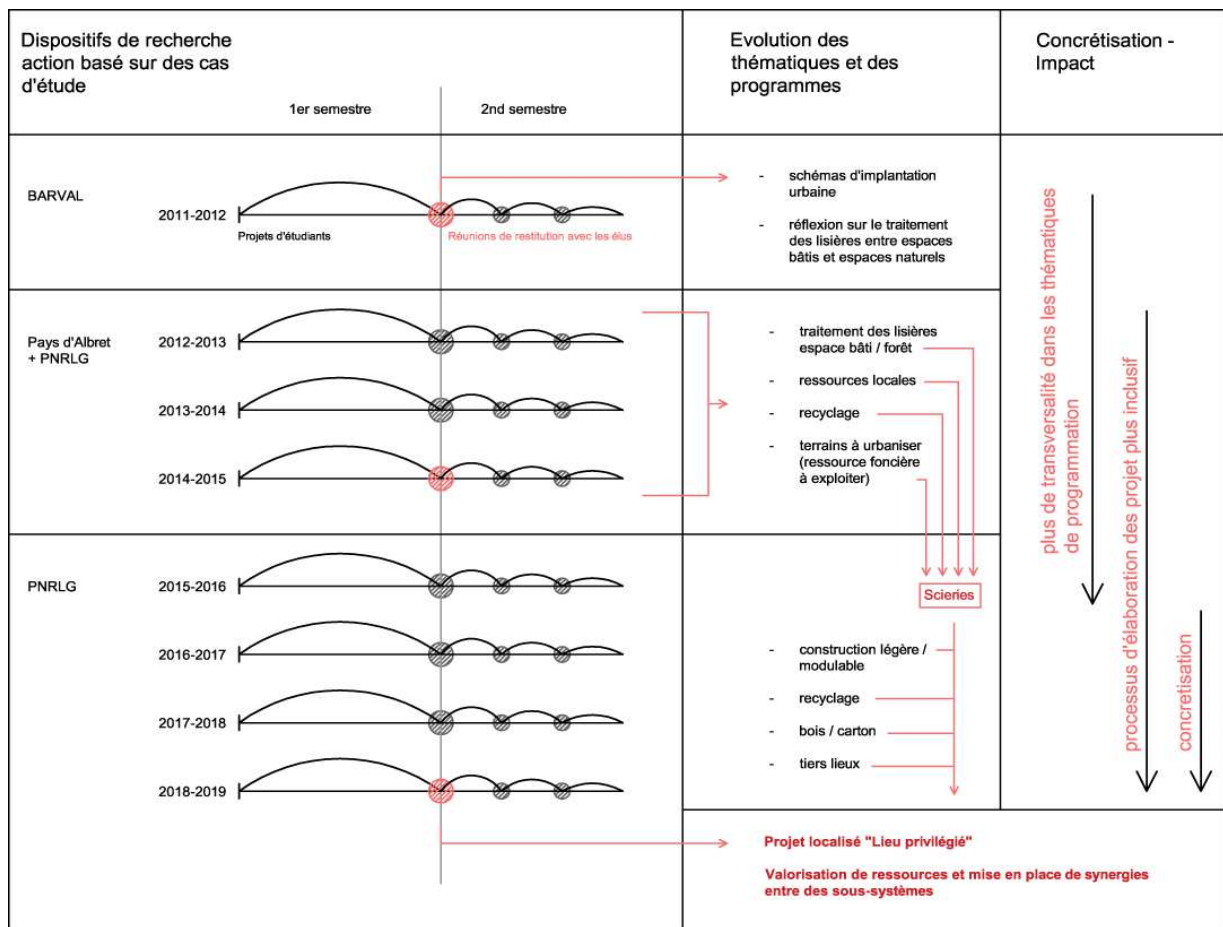 Dispositifs de recherche
action basé sur des cas
d'étude
1er semestre
2nd semestre
Evolution des
thématiques et des
programmes
Concrétisation -
Impact
BARVAL
2011-2012
Projets d'étudiants
Réunions de restitution avec les élus
- schémas d'implantation
urbaine
- réflexion sur le traitement
des lisières entre espaces
bâtis et espaces naturels
Pays d'Albret
+ PNRLG
2012-2013
2013-2014
2014-2015
- traitement des lisières
espace bâti / forêt
- ressources locales
- recyclage
- terrains à urbaniser
(ressource foncière
à exploiter)
PNRLG
2015-2016
2016-2017
2017-2018
2018-2019
Scieries
- construction légère /
modulable
- recyclage
- bois / carton
- tiers lieux
plus de transversalité dans les thématiques
de programmation
processus d'élaboration des projet plus inclusif
concretisation
Projet localisé "Lieu privilégié"
Valorisation de ressources et mise en place de synergies
entre des sous-systèmes